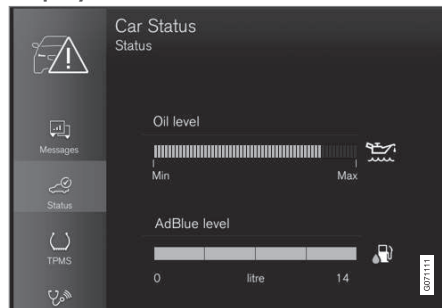 Car Status
Status
Messages
Status
TPMS
Oil level
Min Max
AdBlue level
0 litre 14
G071111